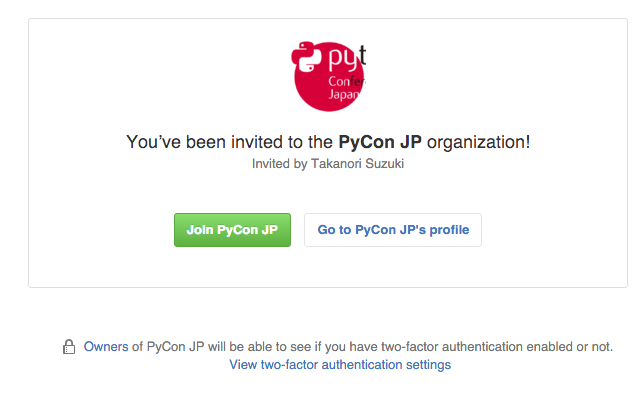 pyt
Confer
Japan
You've been invited to the PyCon JP organization!
Invited by Takanori Suzuki
Join PyCon JP
Go to PyCon JP's profile
Owners of PyCon JP will be able to see if you have two-factor authentication enabled or not.
View two-factor authentication settings